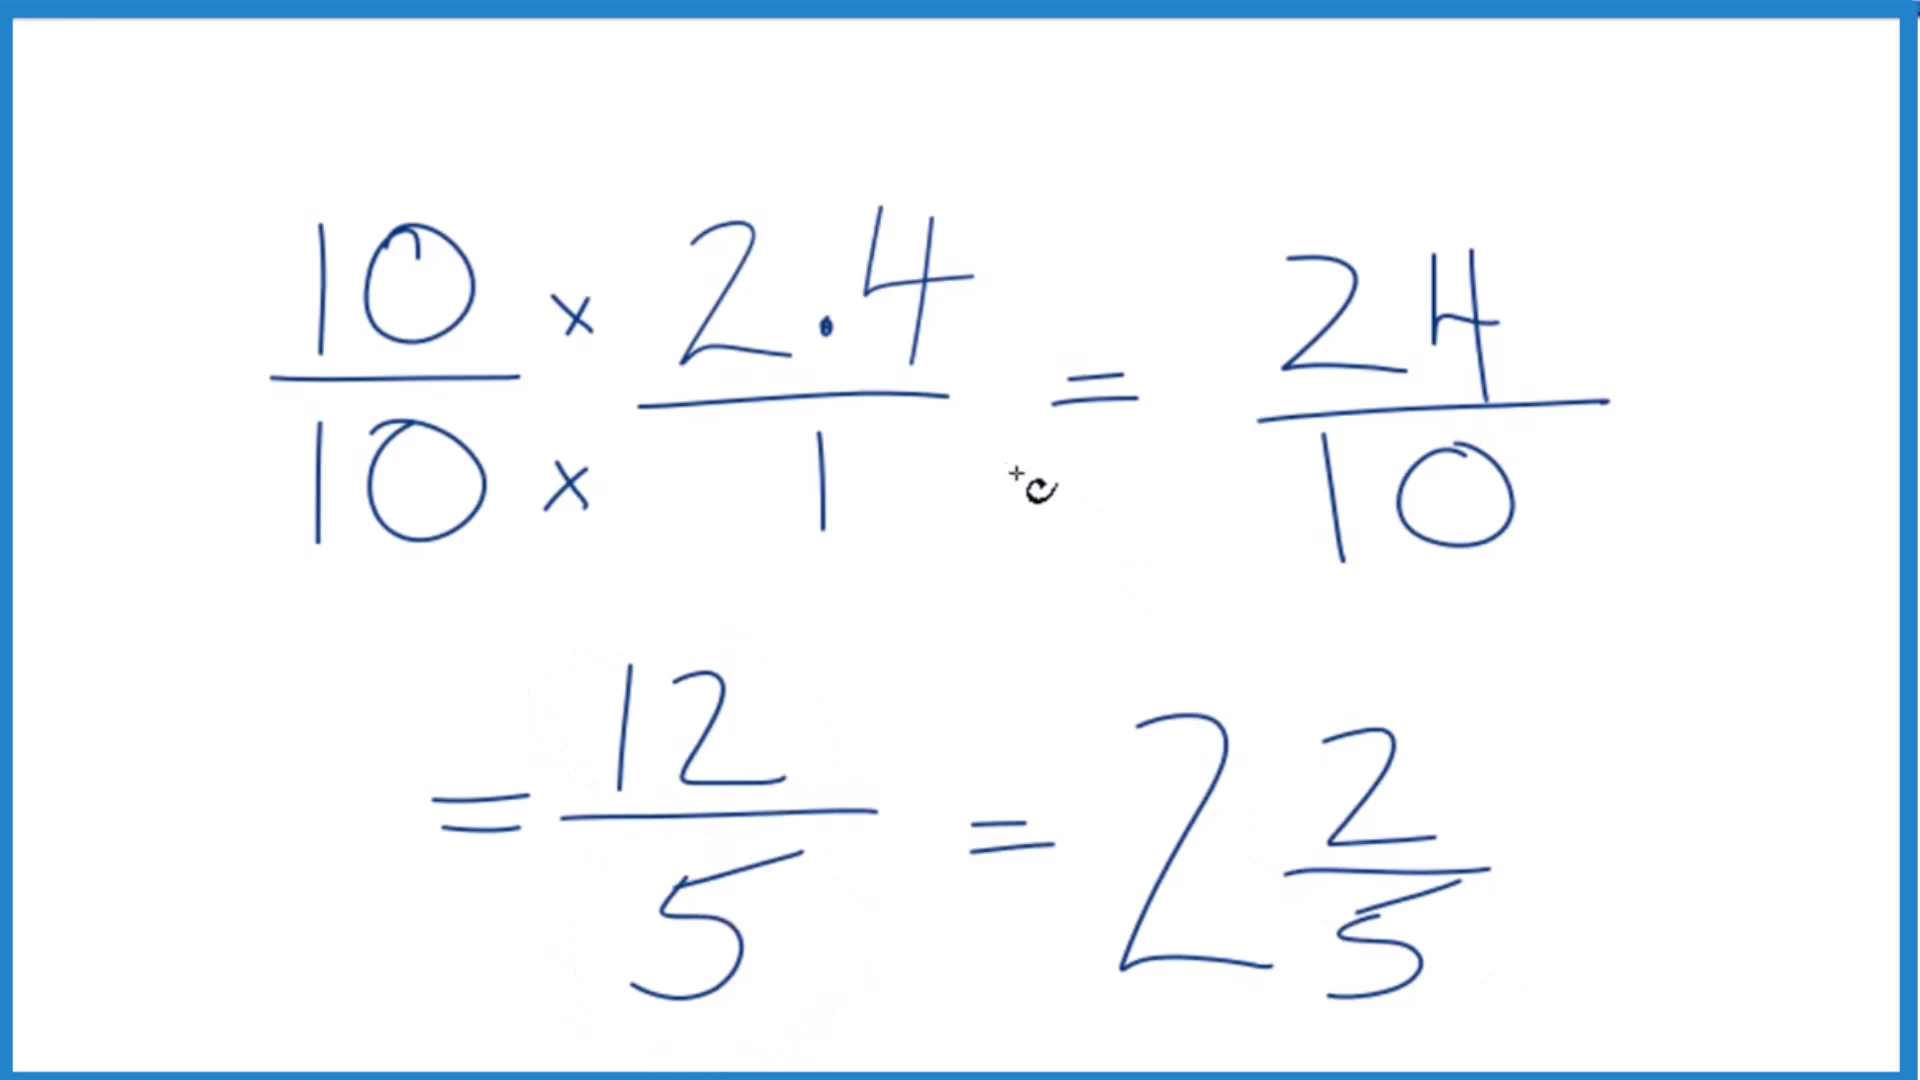 10/10 × 2.4/1 = 24/10
= 12/5 = 2 2/5